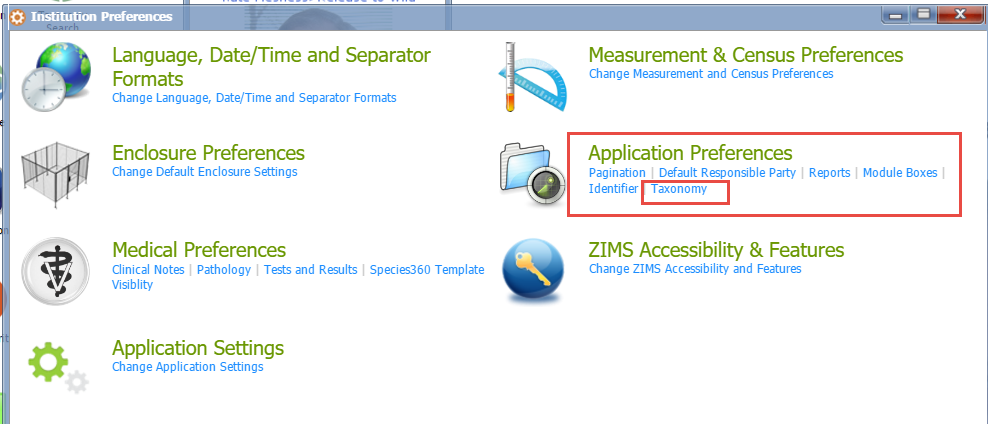 Institution Preferences
Language, Date/Time and Separator
Formats
Change Language, Date/Time and Separator Formats
Measurement & Census Preferences
Change Measurement and Census Preferences
Enclosure Preferences
Change Default Enclosure Settings
Application Preferences
Pagination | Default Responsible Party | Reports | Module Boxes |
Identifier | Taxonomy
Medical Preferences
Clinical Notes | Pathology | Tests and Results | Species360 Template
Visiblity
ZIMS Accessibility & Features
Change ZIMS Accessibility and Features
Application Settings
Change Application Settings